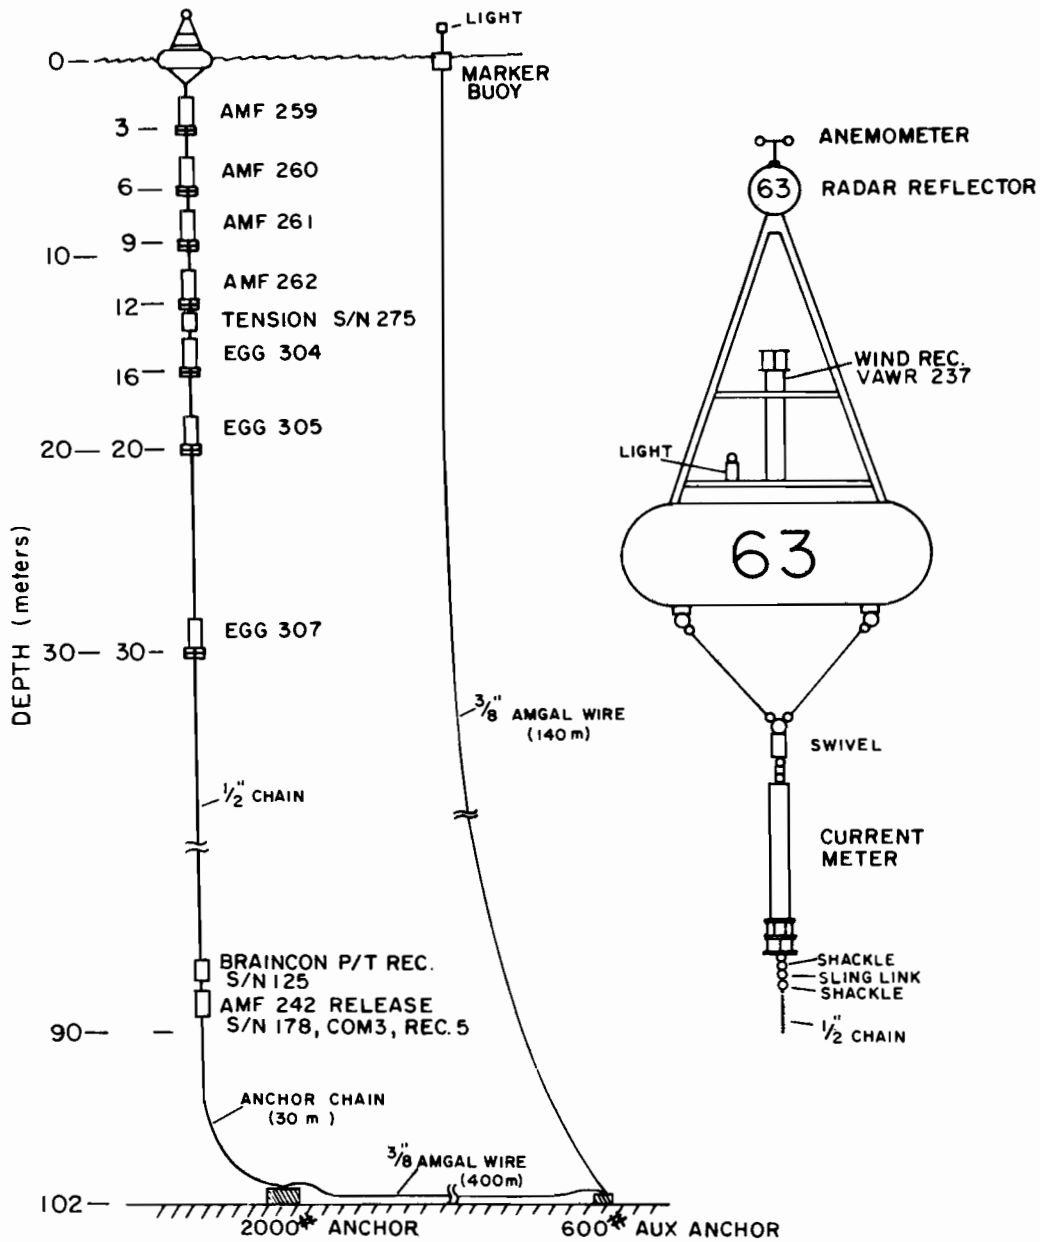 LIGHT
0
MARKER
BUOY
AMF 259
3
AMF 260
6
AMF 261
9
10
AMF 262
12
TENSION S/N 275
EGG 304
16
EGG 305
20
20
EGG 307
30
30
DEPTH (meters)
3/8" AMGAL WIRE
(140m)
1/2" CHAIN
BRAINCON P/T REC.
S/N 125
AMF 242 RELEASE
S/N 178, COM3, REC. 5
90
ANCHOR CHAIN
(30 m)
3/8" AMGAL WIRE
(400m)
102
2000# ANCHOR
600# AUX ANCHOR
ANEMOMETER
63
RADAR REFLECTOR
WIND REC.
VAWR 237
LIGHT
63
SWIVEL
CURRENT
METER
SHACKLE
SLING LINK
SHACKLE
1/2" CHAIN